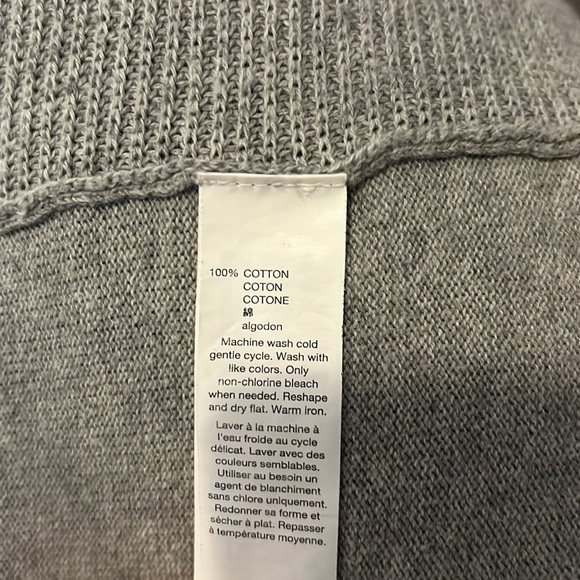 100% COTTON
COTON
COTONE
綿
algodon
Machine wash cold
gentle cycle. Wash with
like colors. Only
non-chlorine bleach
when needed. Reshape
and dry flat. Warm iron.
Laver à la machine à
l'eau froide au cycle
délicat. Laver avec des
couleurs semblables.
Utiliser au besoin un
agent de blanchiment
sans chlore uniquement.
Redonner sa forme et
sécher à plat. Repasser
à température moyenne.